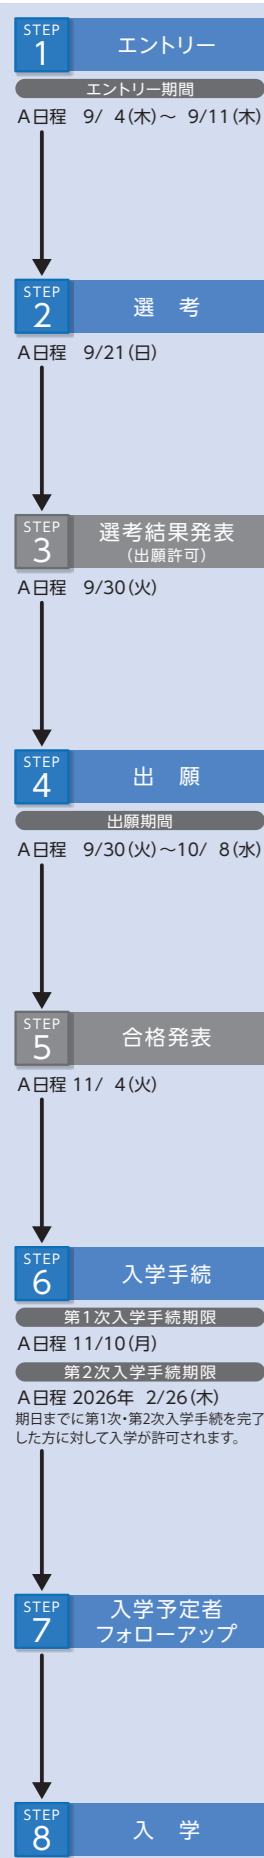 STEP
1
エントリー
エントリー期間
A日程 9/ 4(木)～ 9/11(木)
STEP
2
選 考
A日程 9/21(日)
STEP
3
選考結果発表
(出願許可)
A日程 9/30(火)
STEP
4
出 願
出願期間
A日程 9/30(火)～10/ 8(水)
STEP
5
合格発表
A日程 11/ 4(火)
STEP
6
入学手続
第1次入学手続期限
A日程 11/10(月)
第2次入学手続期限
A日程 2026年 2/26(木)
期日までに第1次・第2次入学手続を完了
した方に対して入学が許可されます。
STEP
7
入学予定者
フォローアップ
STEP
8
入 学